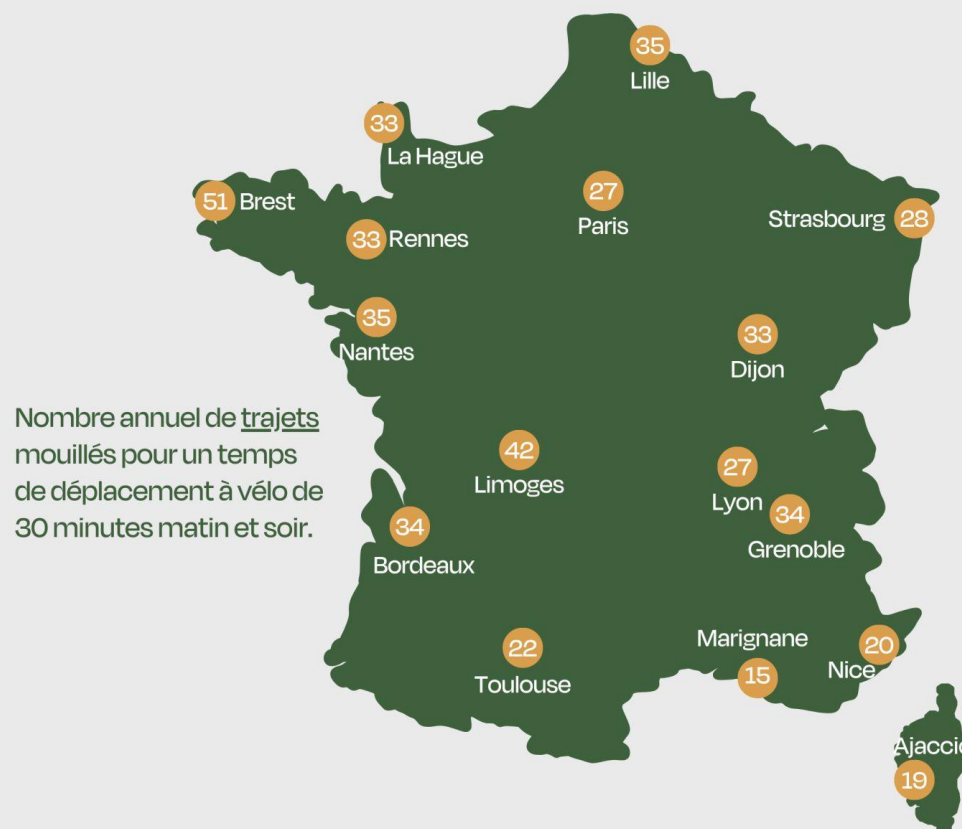 35
Lille
33
La Hague
51 Brest
27
Paris
Strasbourg 28
33 Rennes
35
Nantes
33
Dijon
Nombre annuel de trajets
mouillés pour un temps
de déplacement à vélo de
30 minutes matin et soir.
42
Limoges
27
Lyon
34
Grenoble
34
Bordeaux
22
Toulouse
Marignane
15
20
Nice
Ajaccio
19